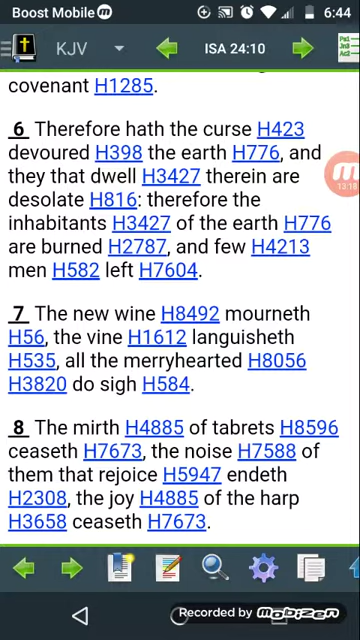 Boost Mobile m 6:44
KJV ISA 24:10
covenant H1285.
6 Therefore hath the curse H423
devoured H398 the earth H776, and
they that dwell H3427 therein are
desolate H816: therefore the
inhabitants H3427 of the earth H776
are burned H2787, and few H4213
men H582 left H7604.
7 The new wine H8492 mourneth
H56, the vine H1612 languisheth
H535, all the merryhearted H8056
H3820 do sigh H584.
8 The mirth H4885 of tabrets H8596
ceaseth H7673, the noise H7588 of
them that rejoice H5947 endeth
H2308, the joy H4885 of the harp
H3658 ceaseth H7673.
13:18
Recorded by mobizen